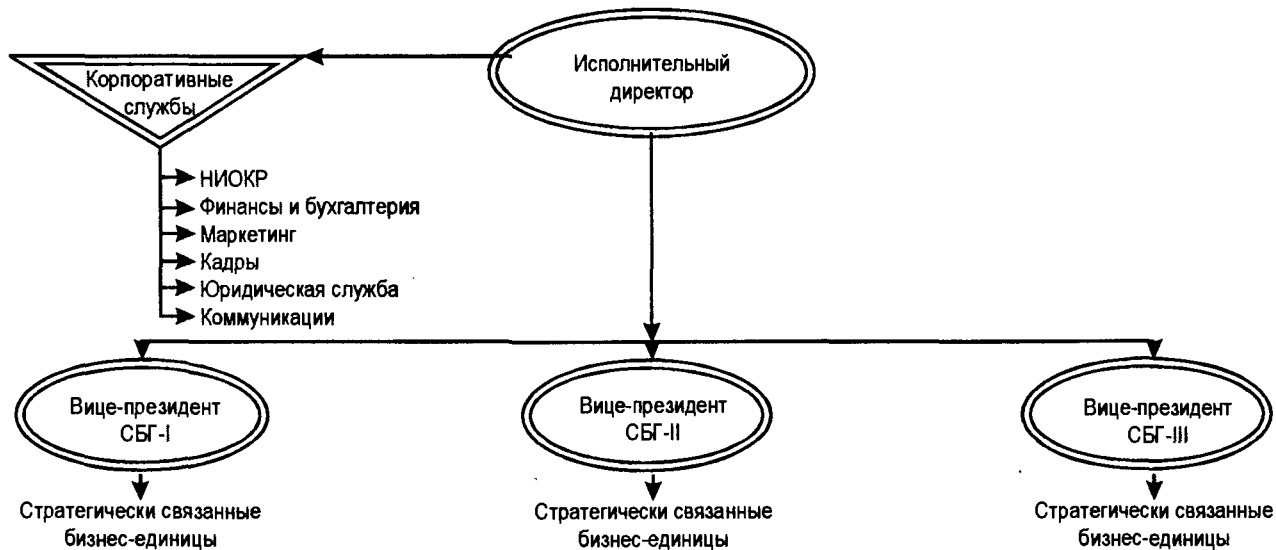 Корпоративные
службы
Исполнительный
директор
НИОКР
Финансы и бухгалтерия
Маркетинг
Кадры
Юридическая служба
Коммуникации
Вице-президент
СБГ-I
Вице-президент
СБГ-II
Вице-президент
СБГ-III
Стратегически связанные
бизнес-единицы
Стратегически связанные
бизнес-единицы
Стратегически связанные
бизнес-единицы